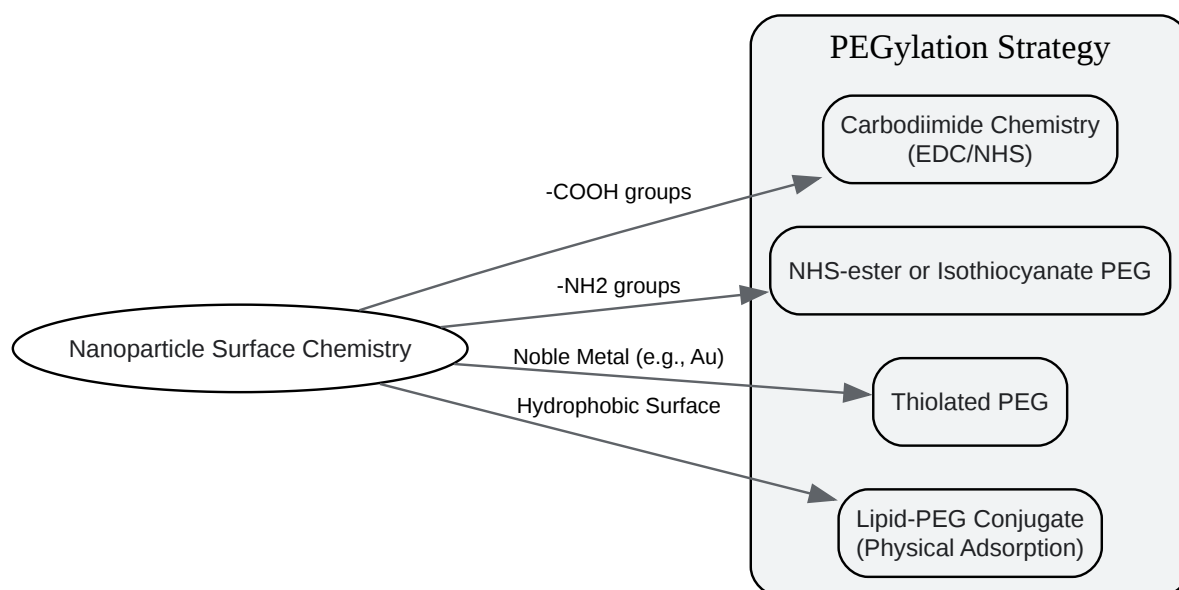 PEGylation Strategy
Carbodiimide Chemistry
(EDC/NHS)
-COOH groups
NHS-ester or Isothiocyanate PEG
-NH2 groups
Nanoparticle Surface Chemistry
Noble Metal (e.g., Au)
Thiolated PEG
Hydrophobic Surface
Lipid-PEG Conjugate
(Physical Adsorption)